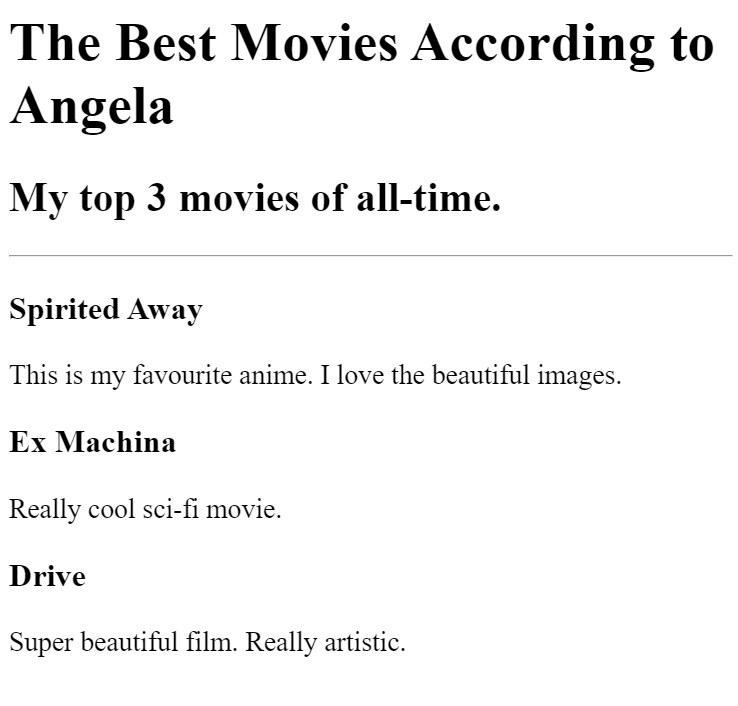 The Best Movies According to
Angela
My top 3 movies of all-time.
Spirited Away
This is my favourite anime. I love the beautiful images.
Ex Machina
Really cool sci-fi movie.
Drive
Super beautiful film. Really artistic.